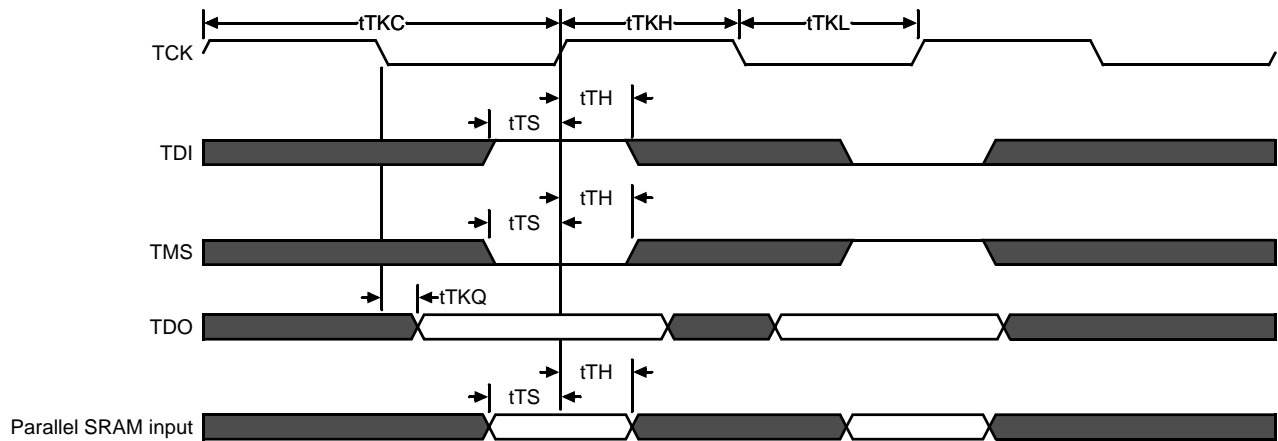 tTKC
tTKH
tTKL
TCK
tTH
tTS
TDI
tTH
tTS
TMS
tTKQ
TDO
tTH
tTS
Parallel SRAM input